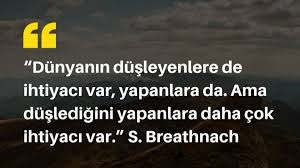 “Dünyanın düşleyenlere de
ihtiyacı var, yapanlara da. Ama
düşlediğini yapanlara daha çok
ihtiyacı var.” S. Breathnach